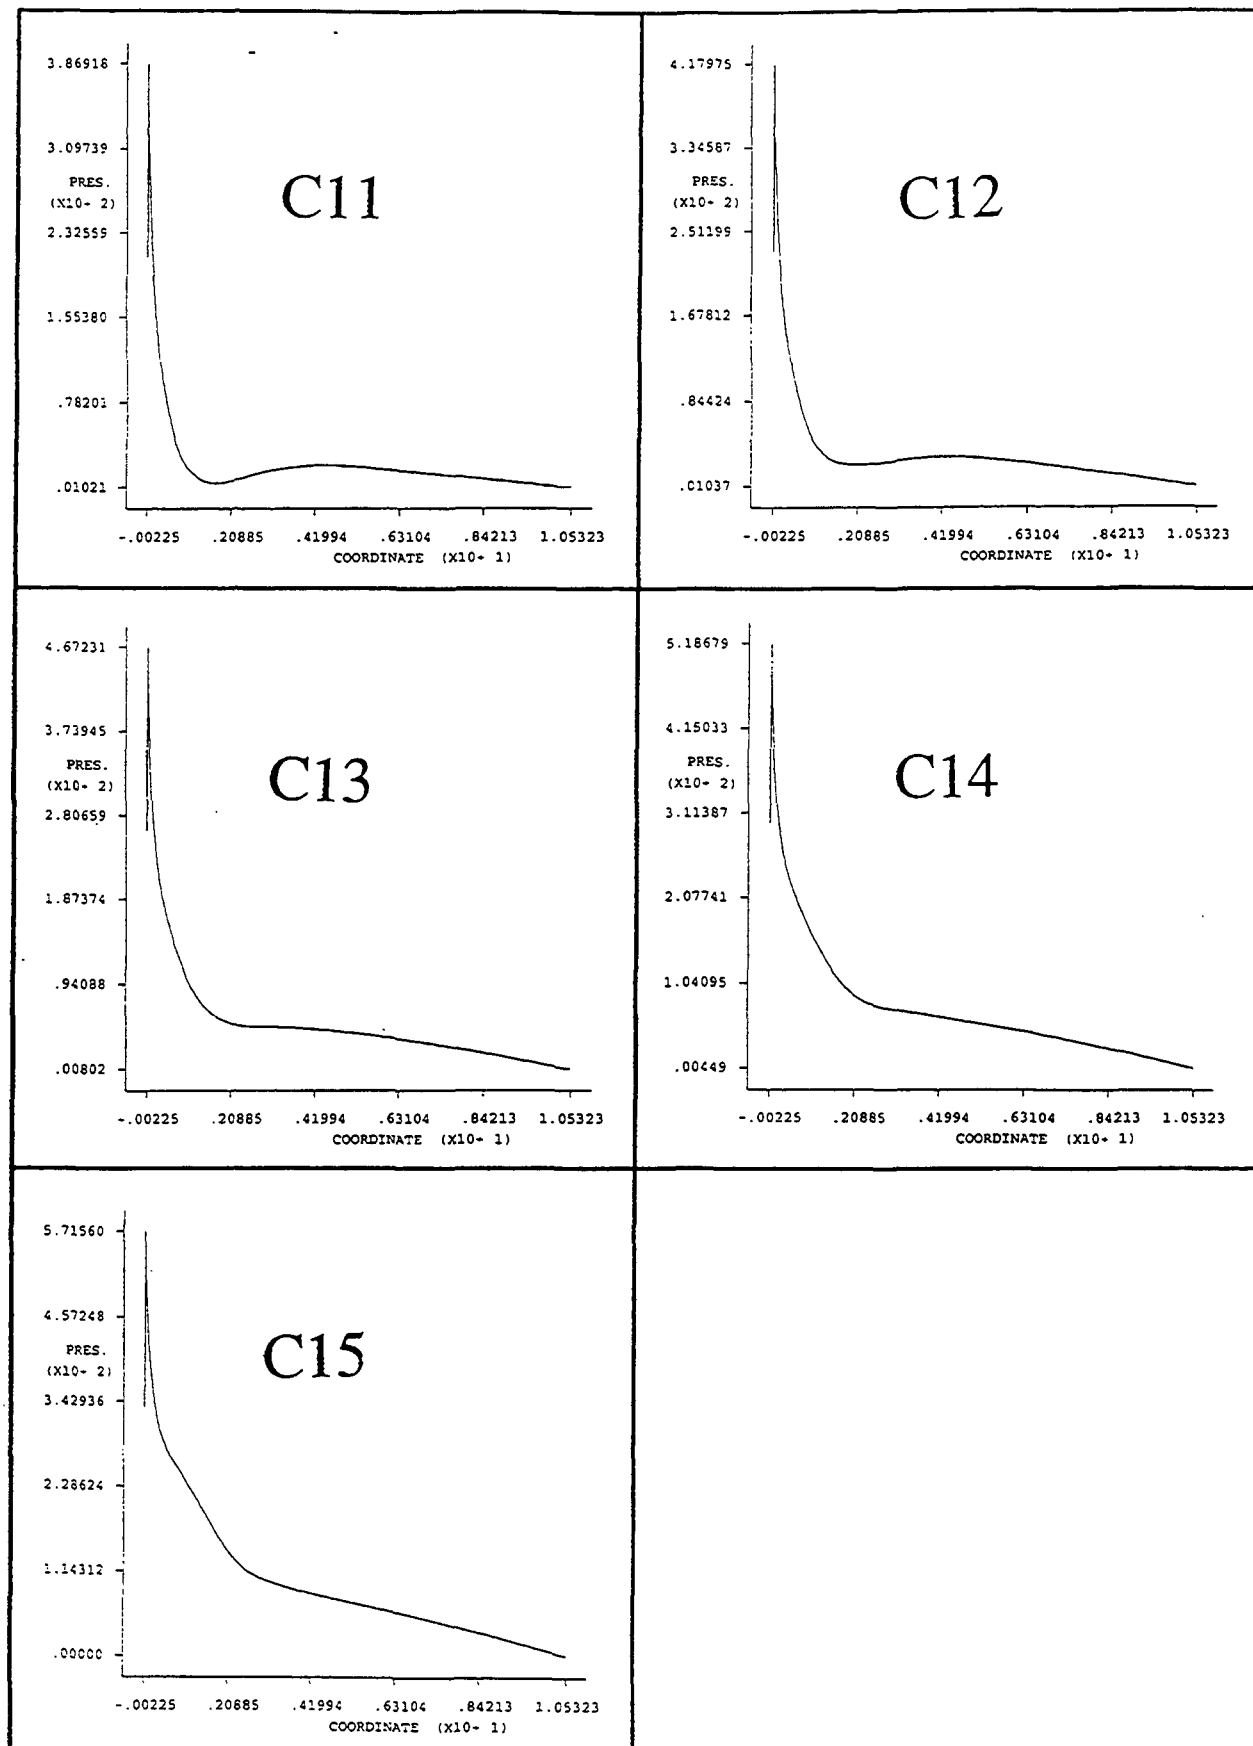 3.86918
3.09739
PRES.
(X10+ 2)
2.32559
1.55380
.78201
.01021
C11
-.00225 .20885 .41994 .63104 .84213 1.05323
COORDINATE (X10+ 1)
4.17975
3.34587
PRES.
(X10+ 2)
2.51199
1.67812
.84424
.01037
C12
-.00225 .20885 .41994 .63104 .84213 1.05323
COORDINATE (X10+ 1)
4.67231
3.73945
PRES.
(X10+ 2)
2.80659
1.87374
.94088
.00802
C13
-.00225 .20885 .41994 .63104 .84213 1.05323
COORDINATE (X10+ 1)
5.18679
4.15033
PRES.
(X10+ 2)
3.11387
2.07741
1.04095
.00449
C14
-.00225 .20885 .41994 .63104 .84213 1.05323
COORDINATE (X10+ 1)
5.71560
4.57248
PRES.
(X10+ 2)
3.42936
2.28624
1.14312
.00000
C15
-.00225 .20885 .41994 .63104 .84213 1.05323
COORDINATE (X10+ 1)